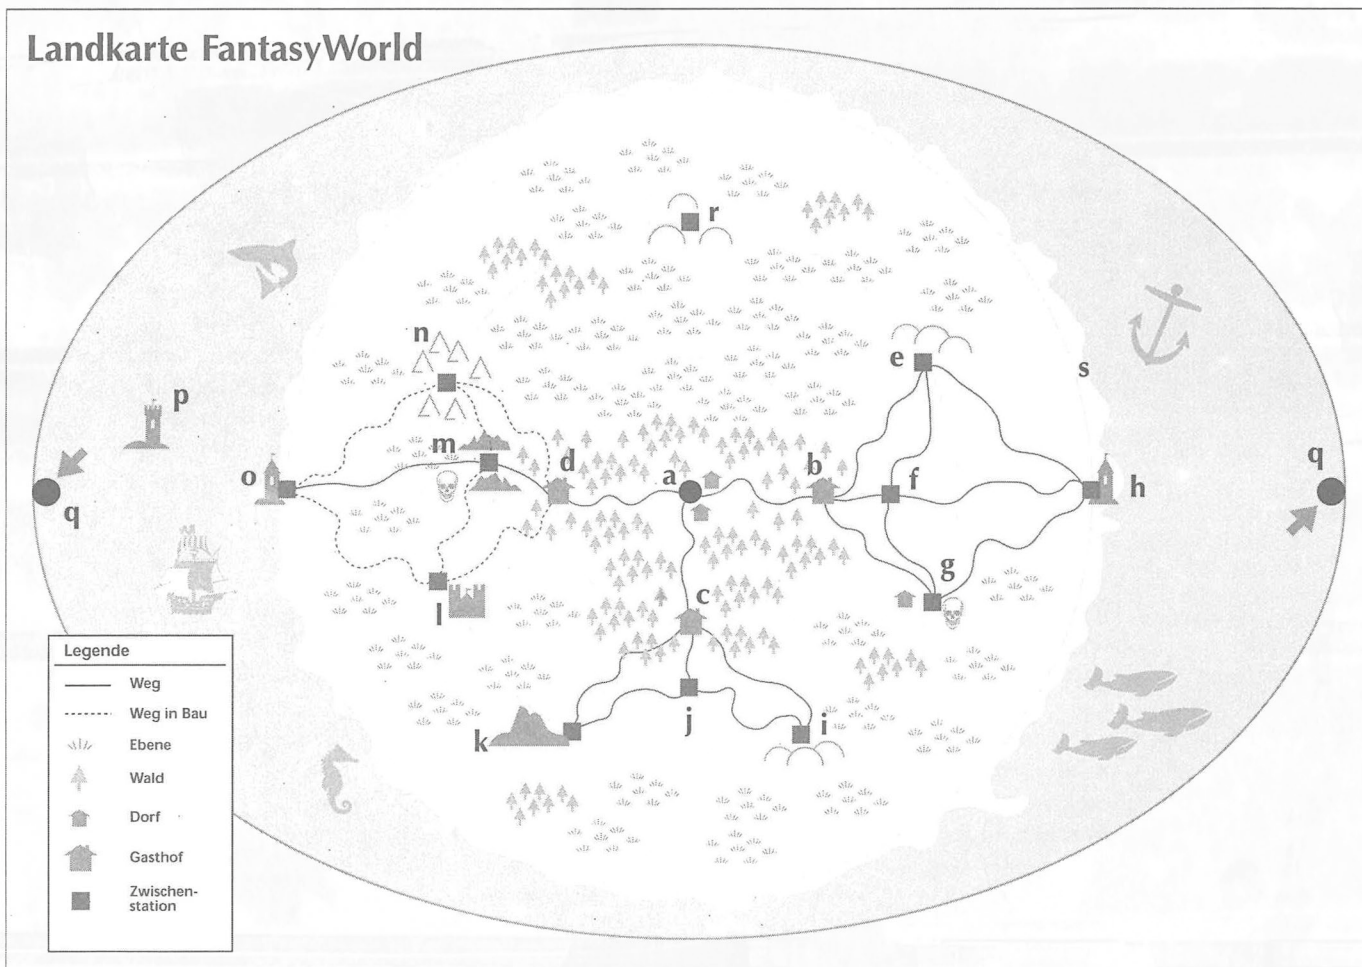 Landkarte FantasyWorld
r
n
e
s
p
m
o
d
a
b
f
h
q
q
g
l
c
k
j
i
Legende
Weg
Weg in Bau
Ebene
Wald
Dorf
Gasthof
Zwischen-
station